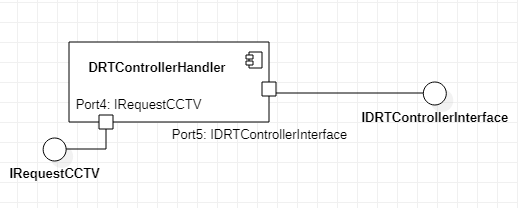 DRTControllerHandler
Port4: IRequestCCTV
IDRTControllerInterface
Port5: IDRTControllerInterface
IRequestCCTV